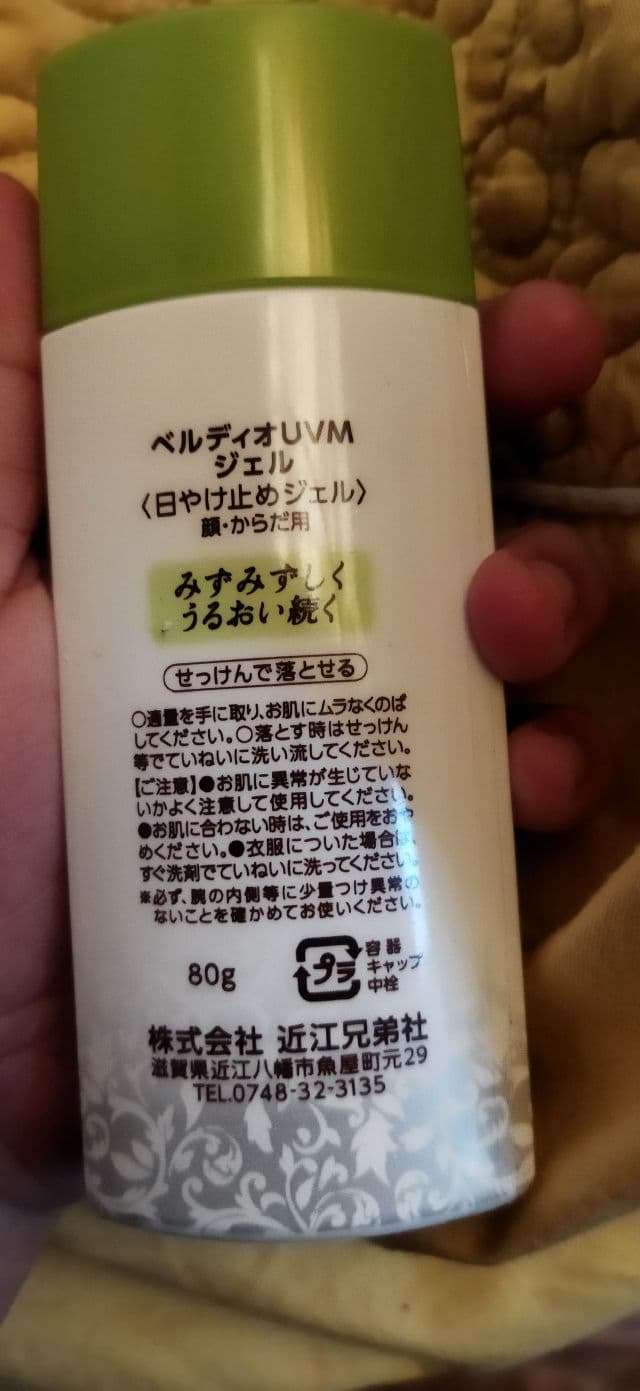 ベルディオUVM
ジェル
〈日やけ止めジェル〉
顔・からだ用
みずみずしく
うるおい続く
せっけんで落とせる
○適量を手に取り、お肌にムラなくのば
してください。○落とす時はせっけん
等でていねいに洗い流してください。
【ご注意】●お肌に異常が生じていな
いかよく注意して使用してください。
●お肌に合わない時は、ご使用をおや
めください。●衣服についた場合は、
すぐ洗剤でていねいに洗ってください。
※必ず、腕の内側等に少量つけ異常の
ないことを確かめてお使いください。
80g
プラ
容器
キャップ
中栓
株式会社 近江兄弟社
滋賀県近江八幡市魚屋町元29
TEL.0748-32-3135